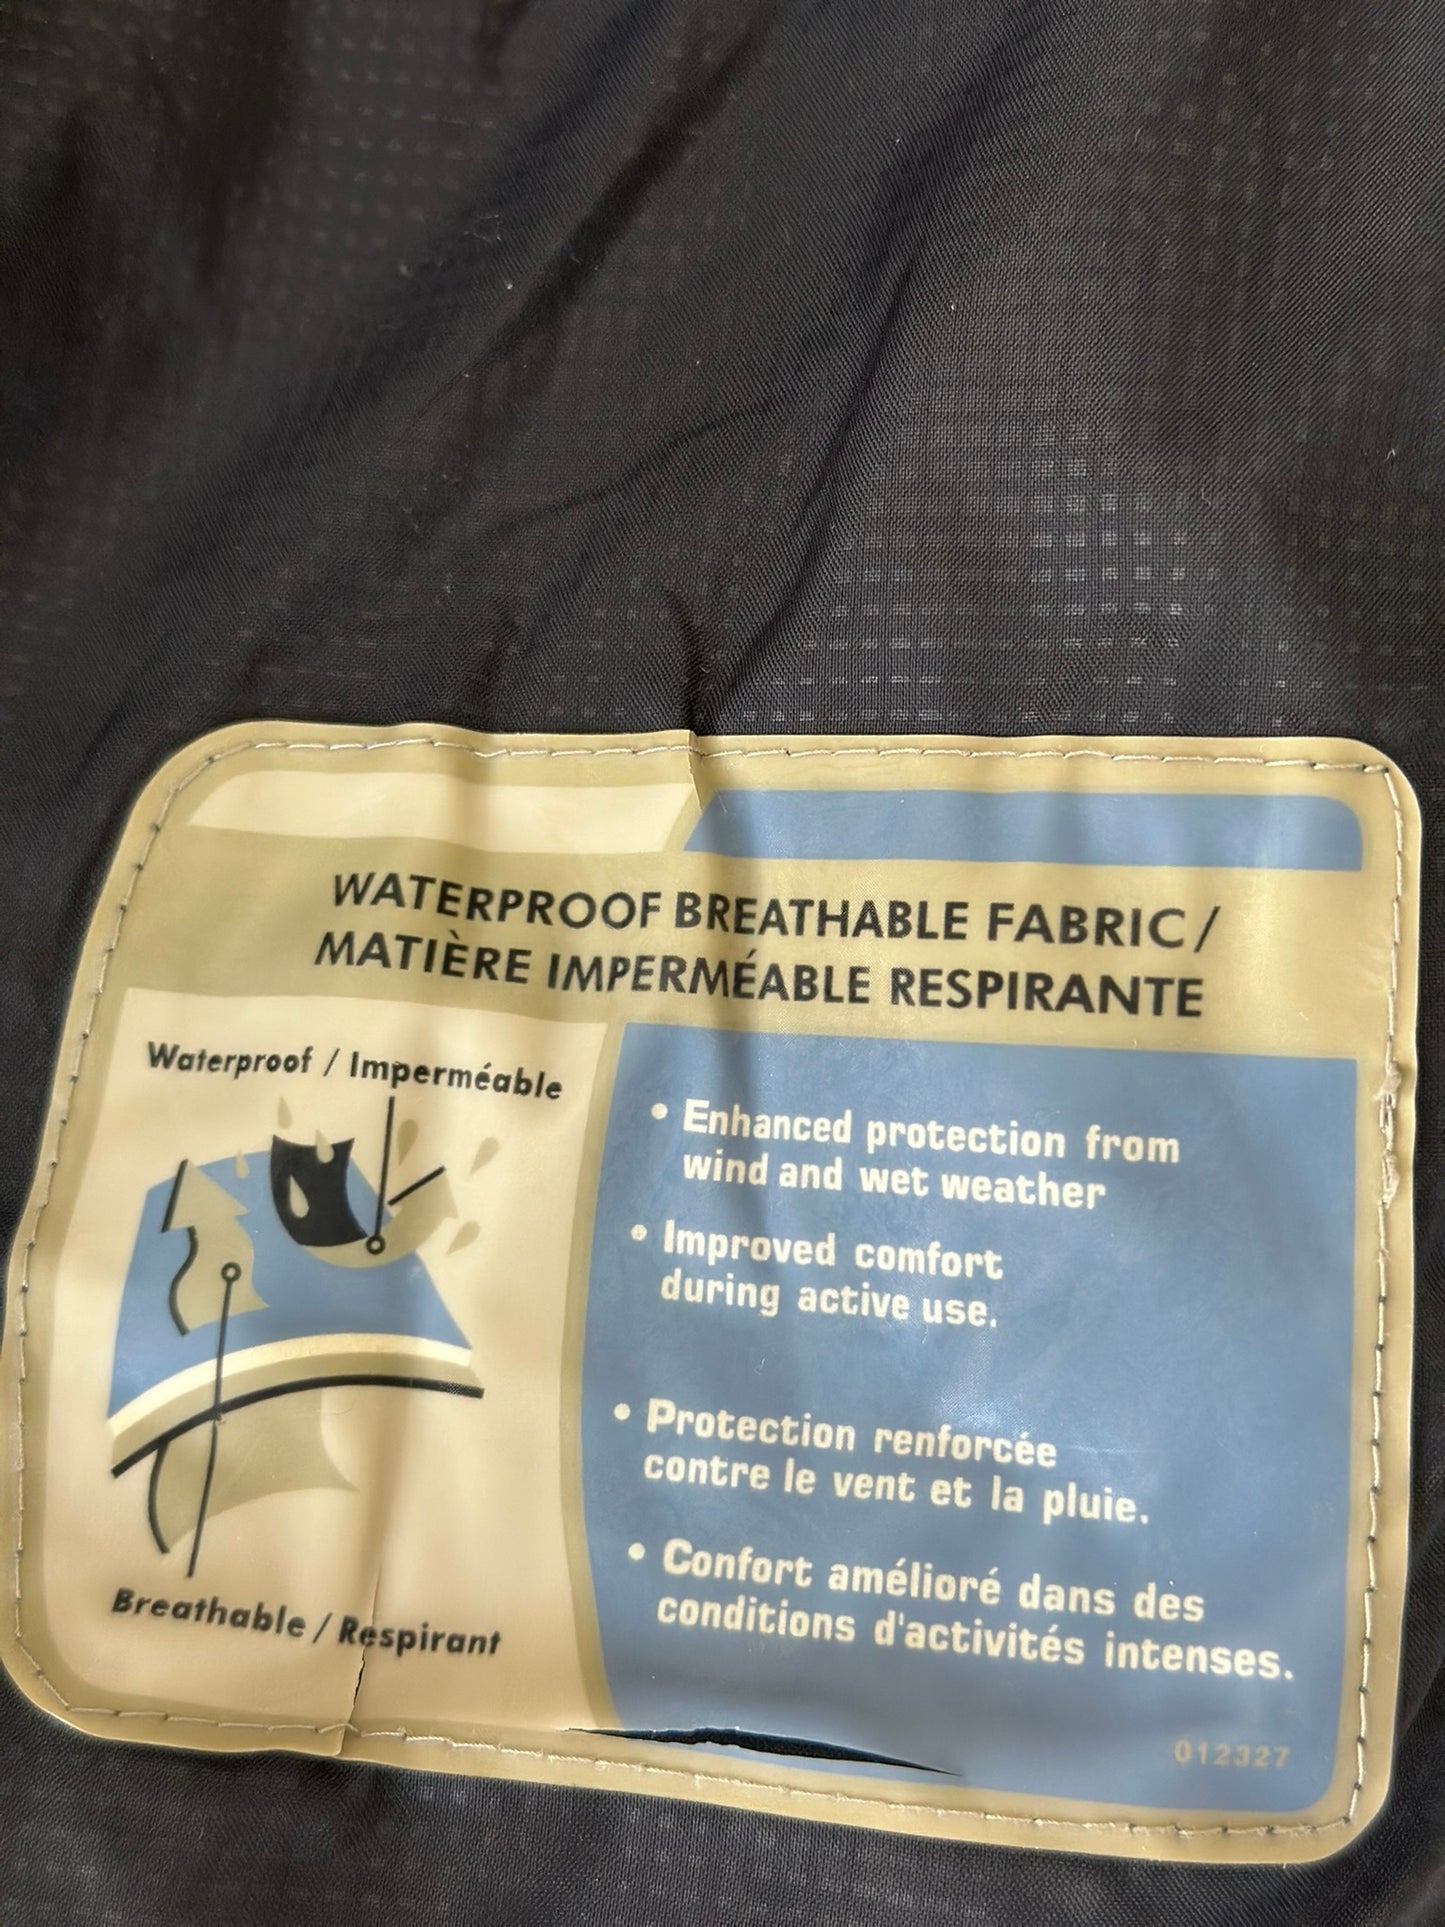 WATERPROOF BREATHABLE FABRIC/
MATIÈRE IMPERMÉABLE RESPIRANTE
Waterproof / Imperméable
Breathable / Respirant
• Enhanced protection from
wind and wet weather
• Improved comfort
during active use.
• Protection renforcée
contre le vent et la pluie.
• Confort amélioré dans des
conditions d'activités intenses.
012327